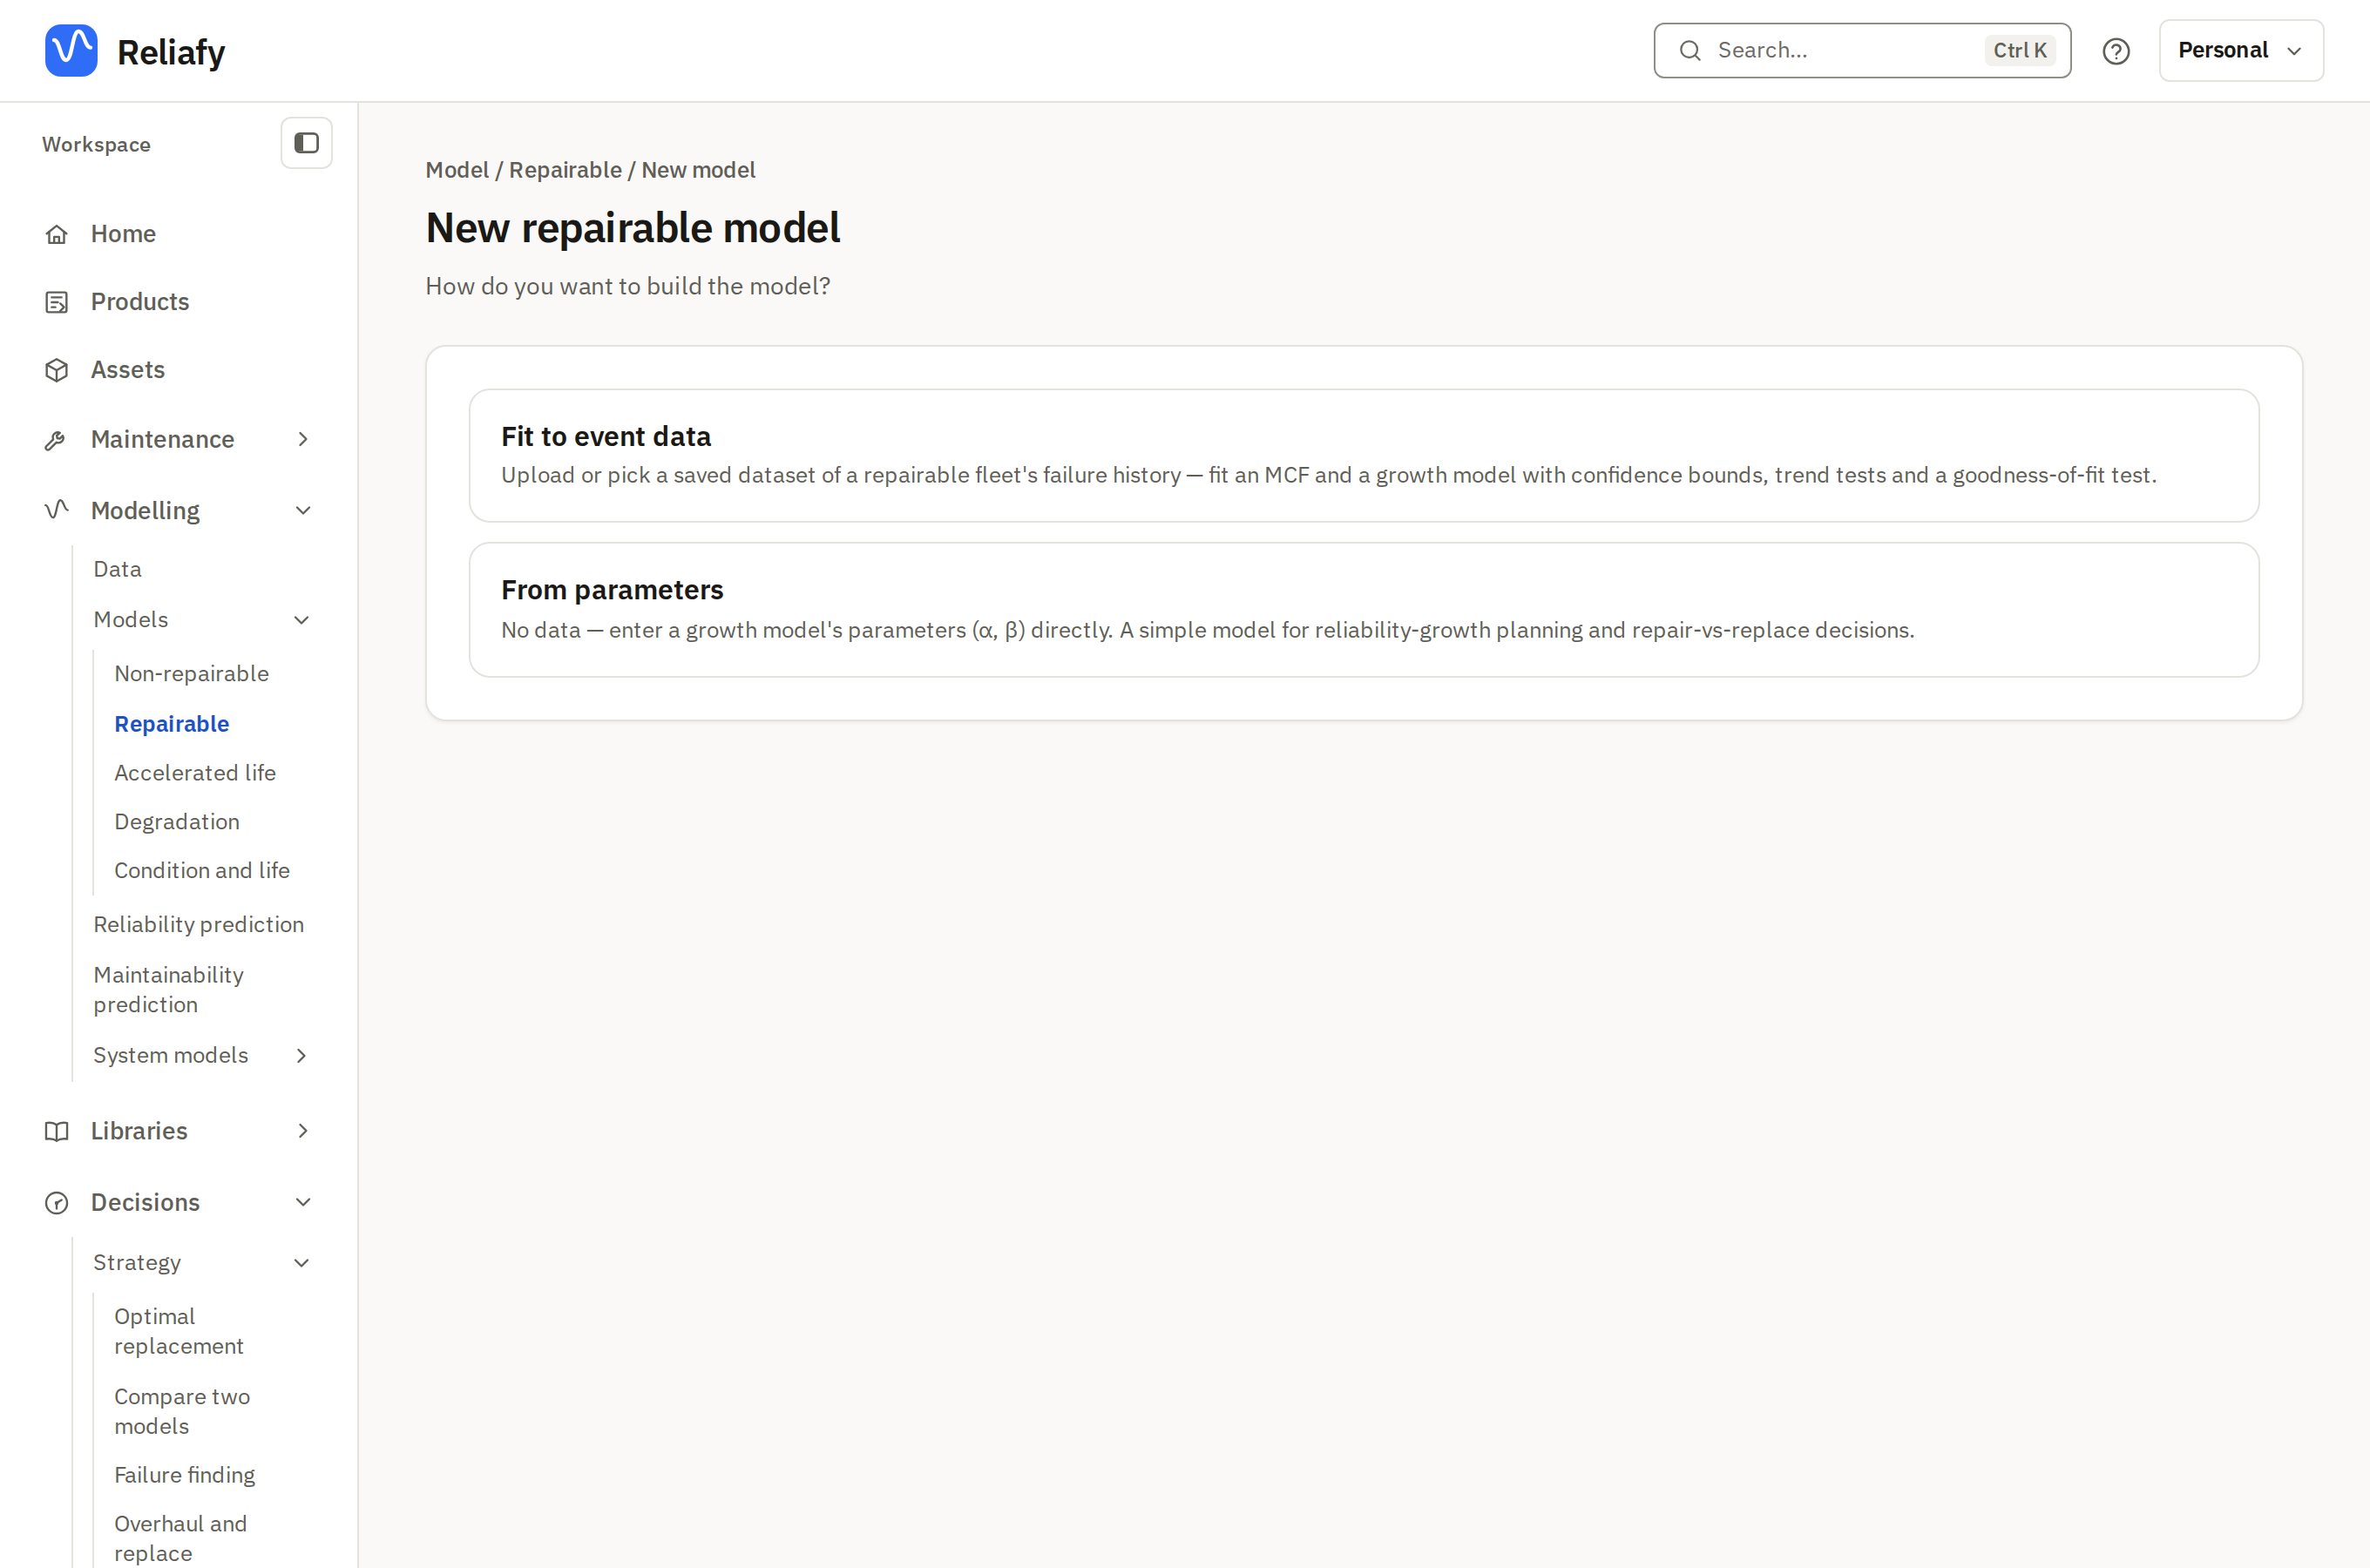 Reliafy
Search...
Ctrl K
Personal
Workspace
Home
Products
Assets
Maintenance
Modelling
Data
Models
Non-repairable
Repairable
Accelerated life
Degradation
Condition and life
Reliability prediction
Maintainability
prediction
System models
Libraries
Decisions
Strategy
Optimal
replacement
Compare two
models
Failure finding
Overhaul and
replace
Model / Repairable / New model
New repairable model
How do you want to build the model?
Fit to event data
Upload or pick a saved dataset of a repairable fleet's failure history — fit an MCF and a growth model with confidence bounds, trend tests and a goodness-of-fit test.
From parameters
No data — enter a growth model's parameters (α, β) directly. A simple model for reliability-growth planning and repair-vs-replace decisions.